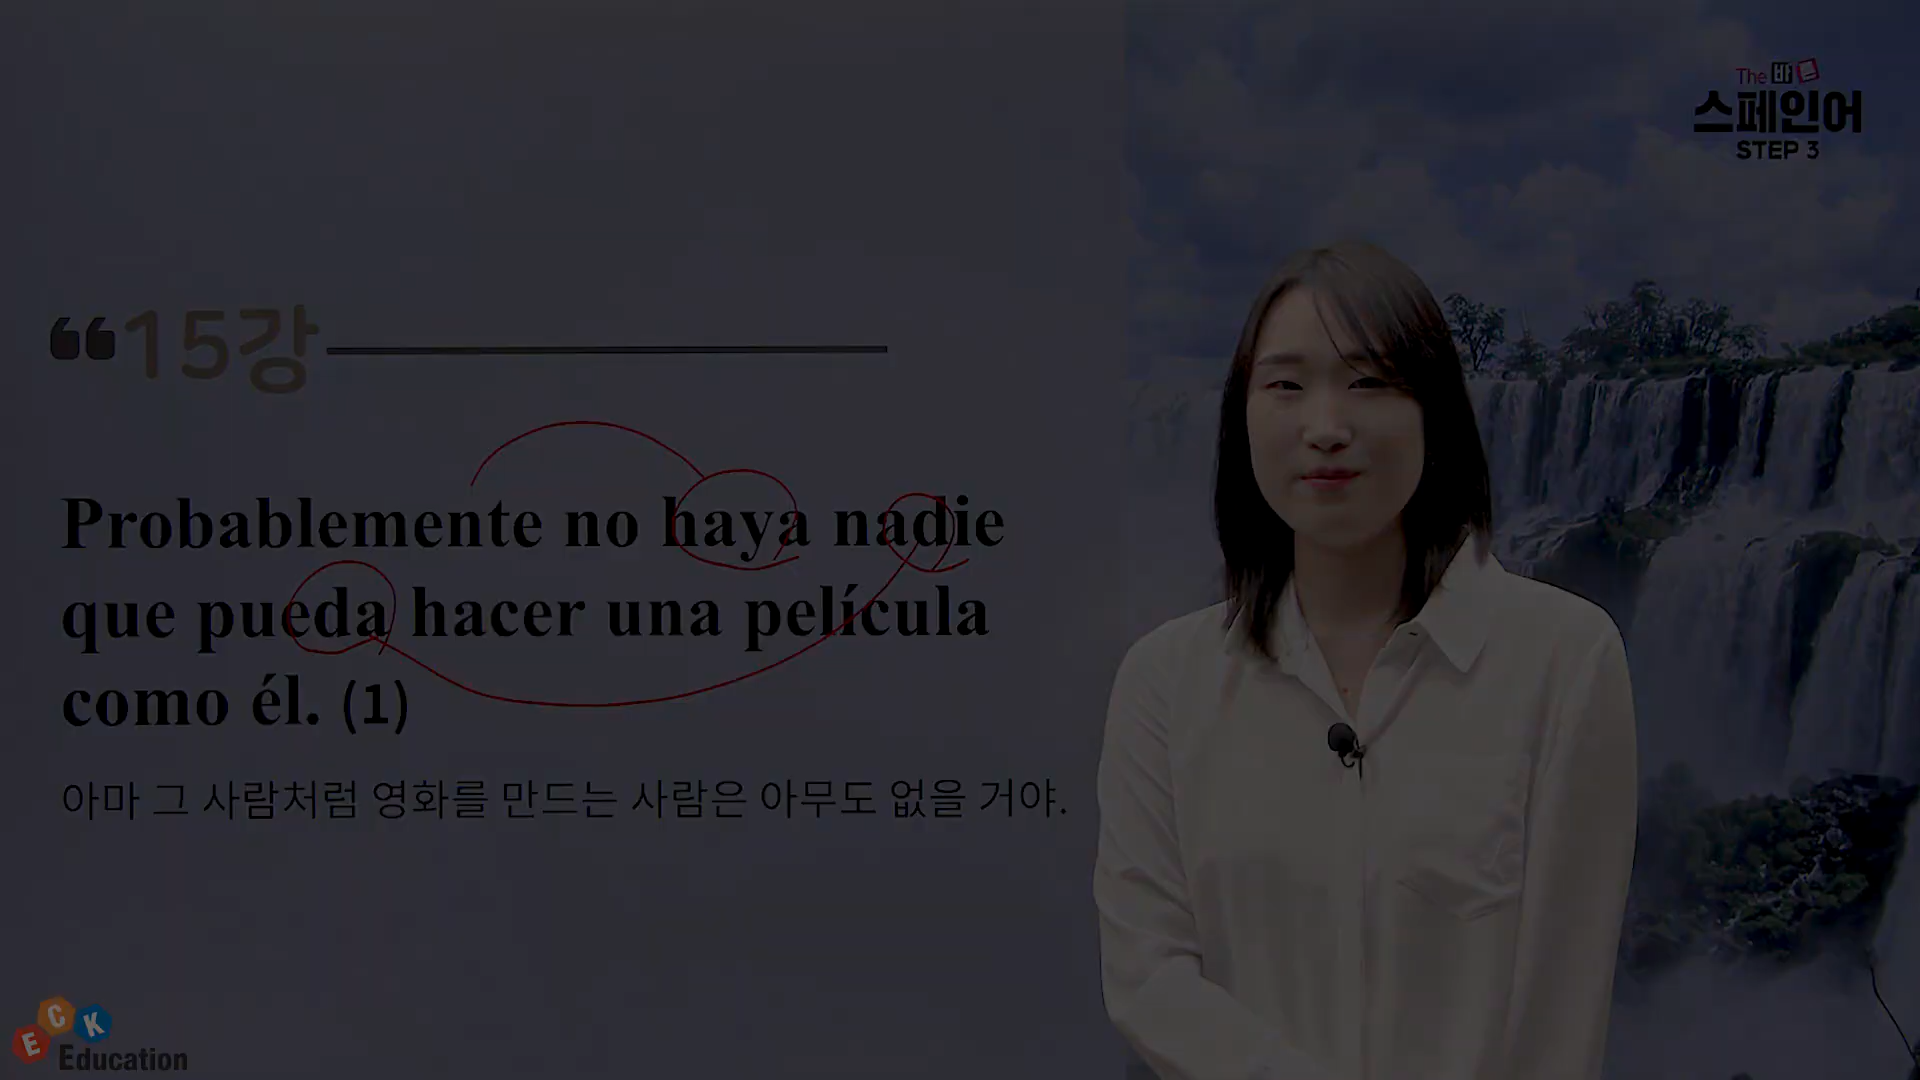 The 바른
스페인어
STEP 3
❝15강
Probablemente no haya nadie
que pueda hacer una película
como él. (1)
아마 그 사람처럼 영화를 만드는 사람은 아무도 없을 거야.
ECK
Education